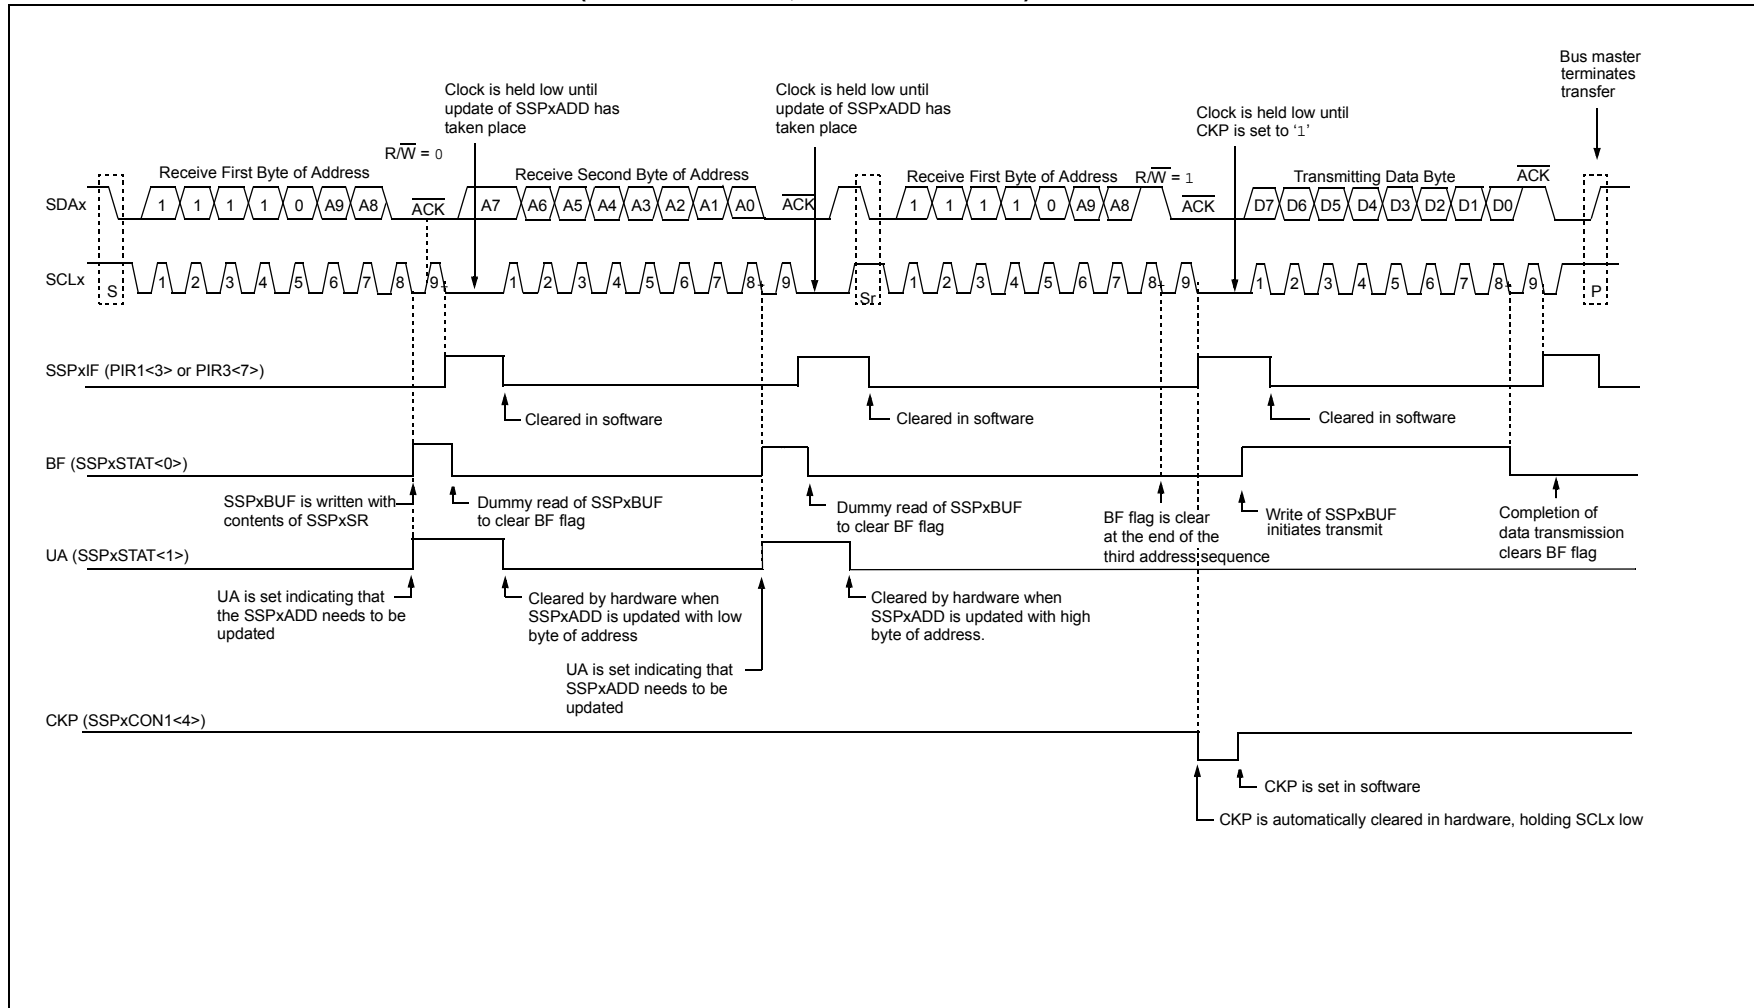 Bus master
terminates
transfer
Clock is held low until
update of SSPxADD has
taken place
Clock is held low until
update of SSPxADD has
taken place
Clock is held low until
CKP is set to ‘1’
R/W = 0
Receive First Byte of Address
Receive Second Byte of Address
Receive First Byte of Address
R/W = 1
Transmitting Data Byte
ACK
SDAx
1 1 1 1 0 A9 A8 ACK A7 A6 A5 A4 A3 A2 A1 A0 ACK 1 1 1 1 0 A9 A8 ACK D7 D6 D5 D4 D3 D2 D1 D0
SCLx
S 1 2 3 4 5 6 7 8 9 1 2 3 4 5 6 7 8 9 Sr 1 2 3 4 5 6 7 8 9 1 2 3 4 5 6 7 8 9 P
SSPxIF (PIR1<3> or PIR3<7>)
Cleared in software
Cleared in software
Cleared in software
BF (SSPxSTAT<0>)
SSPxBUF is written with
contents of SSPxSR
Dummy read of SSPxBUF
to clear BF flag
Dummy read of SSPxBUF
to clear BF flag
BF flag is clear
at the end of the
third address sequence
Write of SSPxBUF
initiates transmit
Completion of
data transmission
clears BF flag
UA (SSPxSTAT<1>)
UA is set indicating that
the SSPxADD needs to be
updated
Cleared by hardware when
SSPxADD is updated with low
byte of address
UA is set indicating that
SSPxADD needs to be
updated
Cleared by hardware when
SSPxADD is updated with high
byte of address.
CKP (SSPxCON1<4>)
CKP is set in software
CKP is automatically cleared in hardware, holding SCLx low